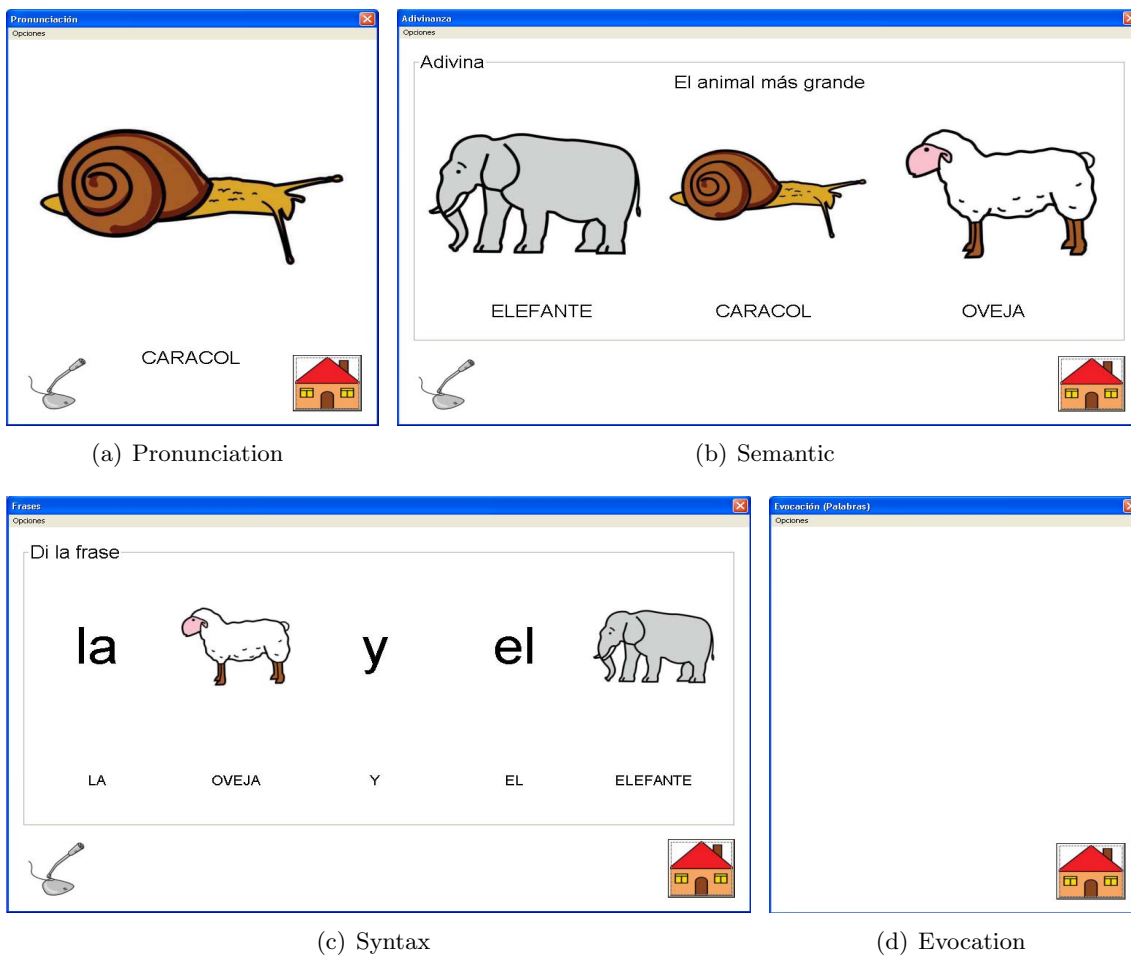 Pronunciación
Opciones
CARACOL
(a) Pronunciation
Adivinanza
Opciones
Adivina
El animal más grande
ELEFANTE CARACOL OVEJA
(b) Semantic
Frases
Opciones
Di la frase
la y el
LA OVEJA Y EL ELEFANTE
(c) Syntax
Evocación (Palabras)
Opciones
(d) Evocation